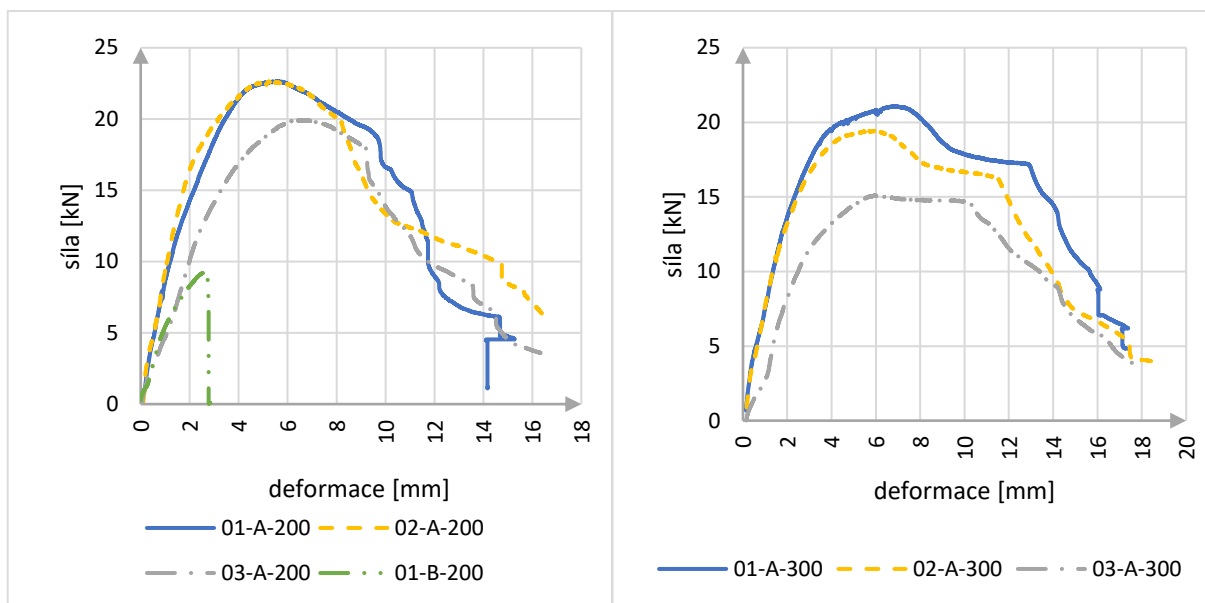 25
20
15
10
5
0
síla [kN]
0 2 4 6 8 10 12 14 16 18
deformace [mm]
01-A-200 02-A-200
03-A-200 01-B-200
25
20
15
10
5
0
síla [kN]
0 2 4 6 8 10 12 14 16 18 20
deformace [mm]
01-A-300 02-A-300 03-A-300